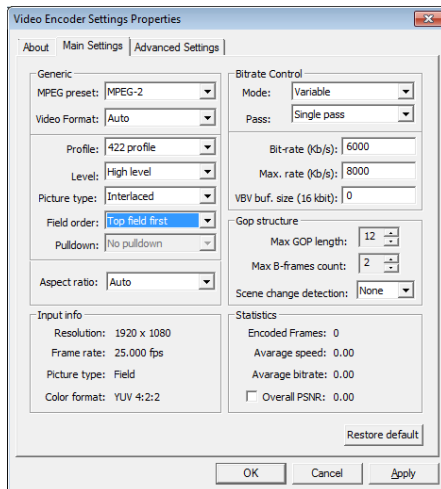 Video Encoder Settings Properties
About Main Settings Advanced Settings
Generic
MPEG preset: MPEG-2
Video Format: Auto
Profile: 422 profile
Level: High level
Picture type: Interlaced
Field order: Top field first
Pulldown: No pulldown
Aspect ratio: Auto
Bitrate Control
Mode: Variable
Pass: Single pass
Bit-rate (Kb/s): 6000
Max. rate (Kb/s): 8000
VBV buf. size (16 kbit): 0
Gop structure
Max GOP length: 12
Max B-frames count: 2
Scene change detection: None
Input info
Resolution: 1920 x 1080
Frame rate: 25.000 fps
Picture type: Field
Color format: YUV 4:2:2
Statistics
Encoded Frames: 0
Avarage speed: 0.00
Avarage bitrate: 0.00
Overall PSNR: 0.00
Restore default
OK Cancel Apply